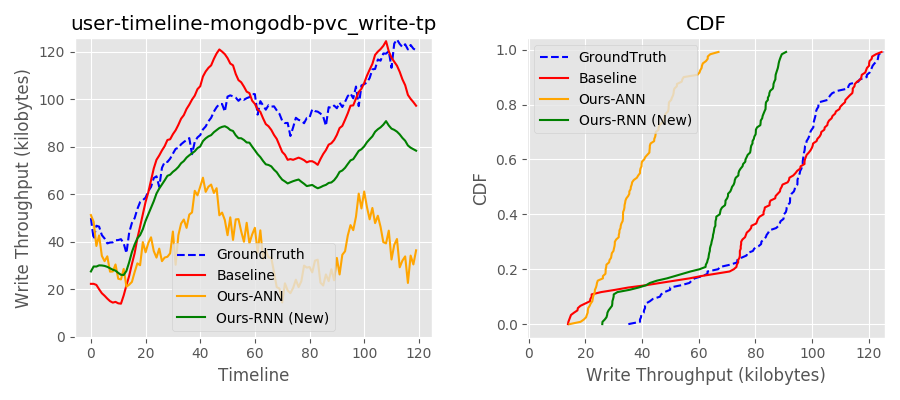 user-timeline-mongodb-pvc_write-tp
Write Throughput (kilobytes)
120
100
80
60
40
20
0
0 20 40 60 80 100 120
Timeline
GroundTruth
Baseline
Ours-ANN
Ours-RNN (New)
CDF
CDF
1.0
0.8
0.6
0.4
0.2
0.0
0 20 40 60 80 100 120
Write Throughput (kilobytes)
GroundTruth
Baseline
Ours-ANN
Ours-RNN (New)